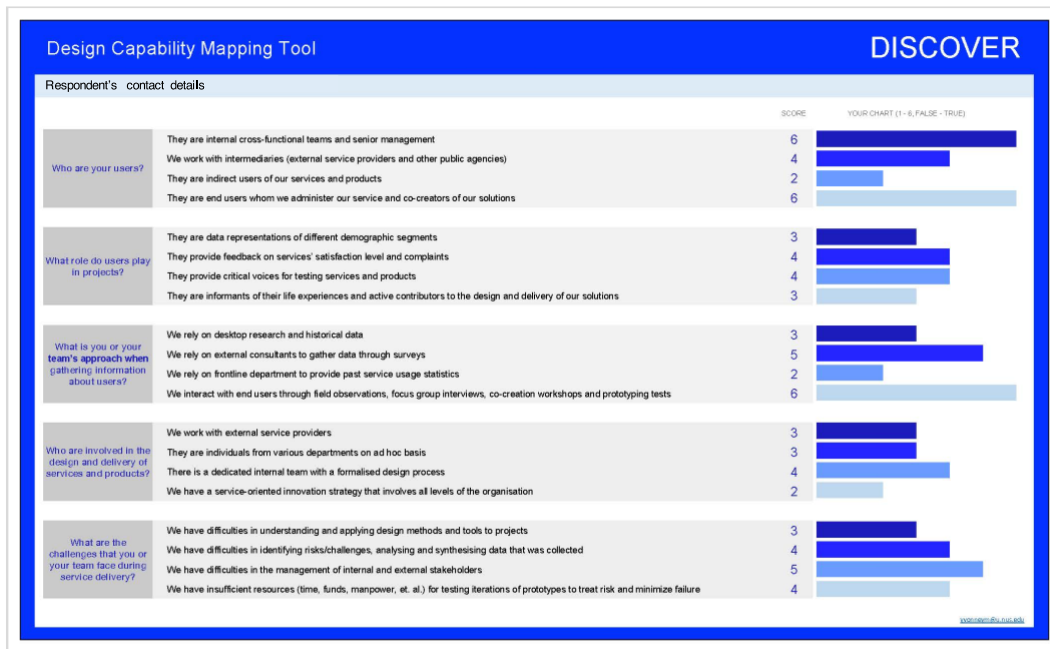 Design Capability Mapping Tool
DISCOVER
Respondent's contact details
SCORE
YOUR CHART (1 - 6, FALSE - TRUE)
Who are your users?
They are internal cross-functional teams and senior management
6
We work with intermediaries (external service providers and other public agencies)
4
They are indirect users of our services and products
2
They are end users whom we administer our service and co-creators of our solutions
6
What role do users play
in projects?
They are data representations of different demographic segments
3
They provide feedback on services' satisfaction level and complaints
4
They provide critical voices for testing services and products
4
They are informants of their life experiences and active contributors to the design and delivery of our solutions
3
What is you or your
team's approach when
gathering information
about users?
We rely on desktop research and historical data
3
We rely on external consultants to gather data through surveys
5
We rely on frontline department to provide past service usage statistics
2
We interact with end users through field observations, focus group interviews, co-creation workshops and prototyping tests
6
Who are involved in the
design and delivery of
services and products?
We work with external service providers
3
They are individuals from various departments on ad hoc basis
3
There is a dedicated internal team with a formalised design process
4
We have a service-oriented innovation strategy that involves all levels of the organisation
2
What are the
challenges that you or
your team face during
service delivery?
We have difficulties in understanding and applying design methods and tools to projects
3
We have difficulties in identifying risks/challenges, analysing and synthesising data that was collected
4
We have difficulties in the management of internal and external stakeholders
5
We have insufficient resources (time, funds, manpower, et. al.) for testing iterations of prototypes to treat risk and minimize failure
4